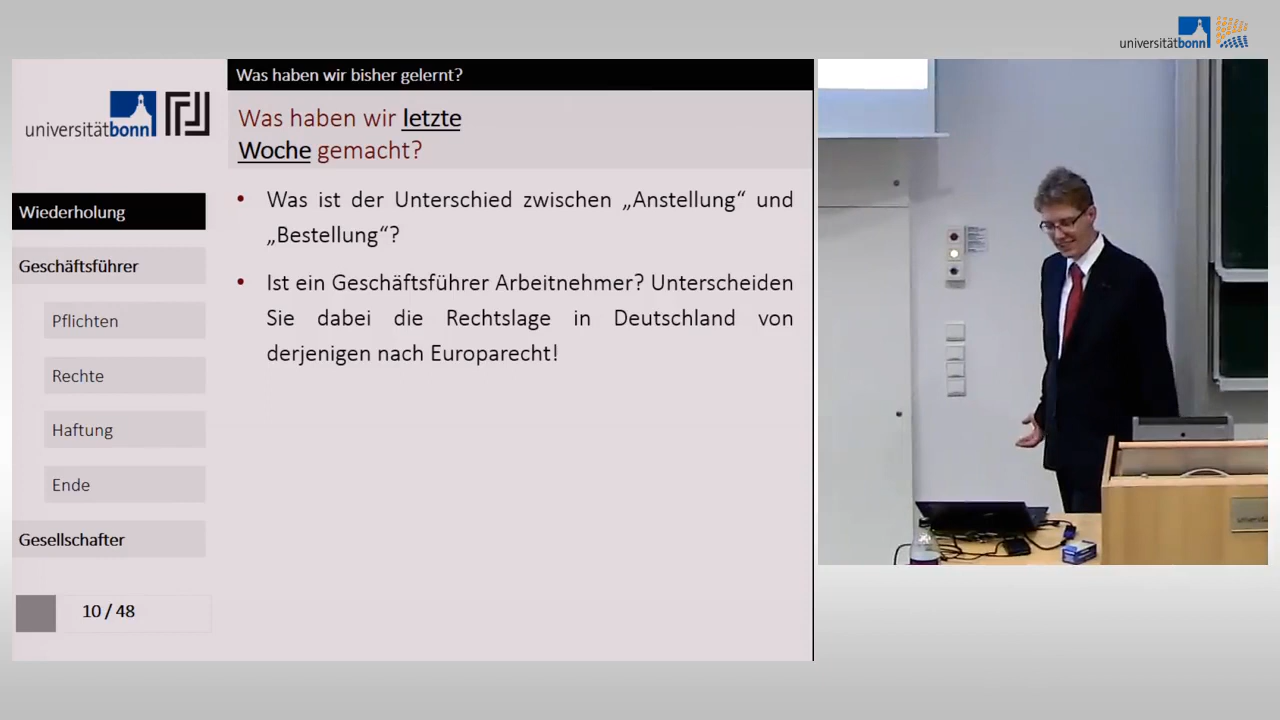 universitätbonn
Was haben wir bisher gelernt?
universitätbonn
Was haben wir letzte
Woche gemacht?
Wiederholung
Geschäftsführer
Pflichten
Rechte
Haftung
Ende
Gesellschafter
10 / 48
• Was ist der Unterschied zwischen „Anstellung“ und
„Bestellung“?
• Ist ein Geschäftsführer Arbeitnehmer? Unterscheiden
Sie dabei die Rechtslage in Deutschland von
derjenigen nach Europarecht!